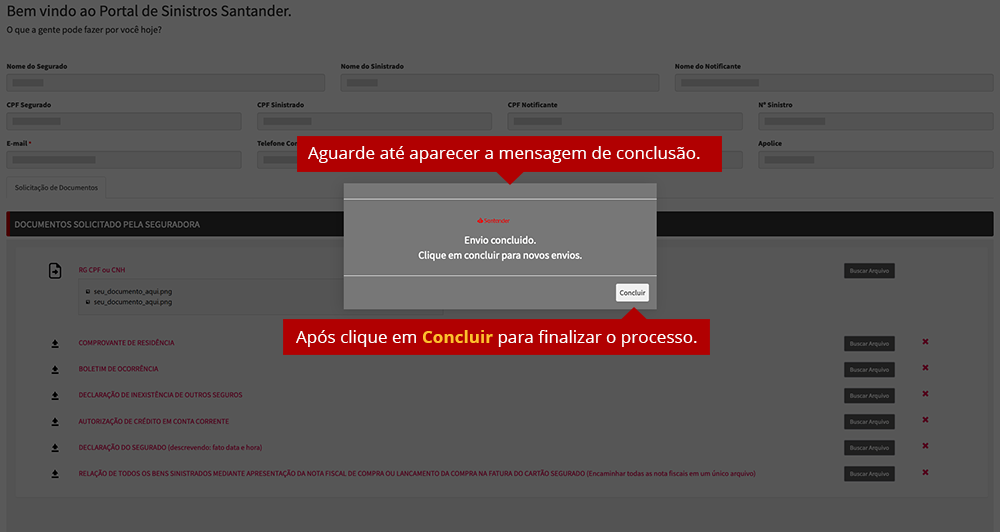 Bem vindo ao Portal de Sinistros Santander.
O que a gente pode fazer por você hoje?
Nome do Segurado
Nome do Sinistrado
Nome do Notificante
CPF Segurado
CPF Sinistrado
CPF Notificante
Nº Sinistro
E-mail *
Telefone Con
Apolice
Aguarde até aparecer a mensagem de conclusão.
Solicitação de Documentos
DOCUMENTOS SOLICITADO PELA SEGURADORA
Santander
Envio concluido.
Clique em concluir para novos envios.
Concluir
RG CPF ou CNH
Buscar Arquivo
seu_documento_aqui.png
seu_documento_aqui.png
Após clique em Concluir para finalizar o processo.
COMPROVANTE DE RESIDÊNCIA
Buscar Arquivo
BOLETIM DE OCORRÊNCIA
Buscar Arquivo
DECLARAÇÃO DE INEXISTÊNCIA DE OUTROS SEGUROS
Buscar Arquivo
AUTORIZAÇÃO DE CRÉDITO EM CONTA CORRENTE
Buscar Arquivo
DECLARAÇÃO DO SEGURADO (descrevendo: fato data e hora)
Buscar Arquivo
RELAÇÃO DE TODOS OS BENS SINISTRADOS MEDIANTE APRESENTAÇÃO DA NOTA FISCAL DE COMPRA OU LANCAMENTO DA COMPRA NA FATURA DO CARTÃO SEGURADO (Encaminhar todas as nota fiscais em um único arquivo)
Buscar Arquivo